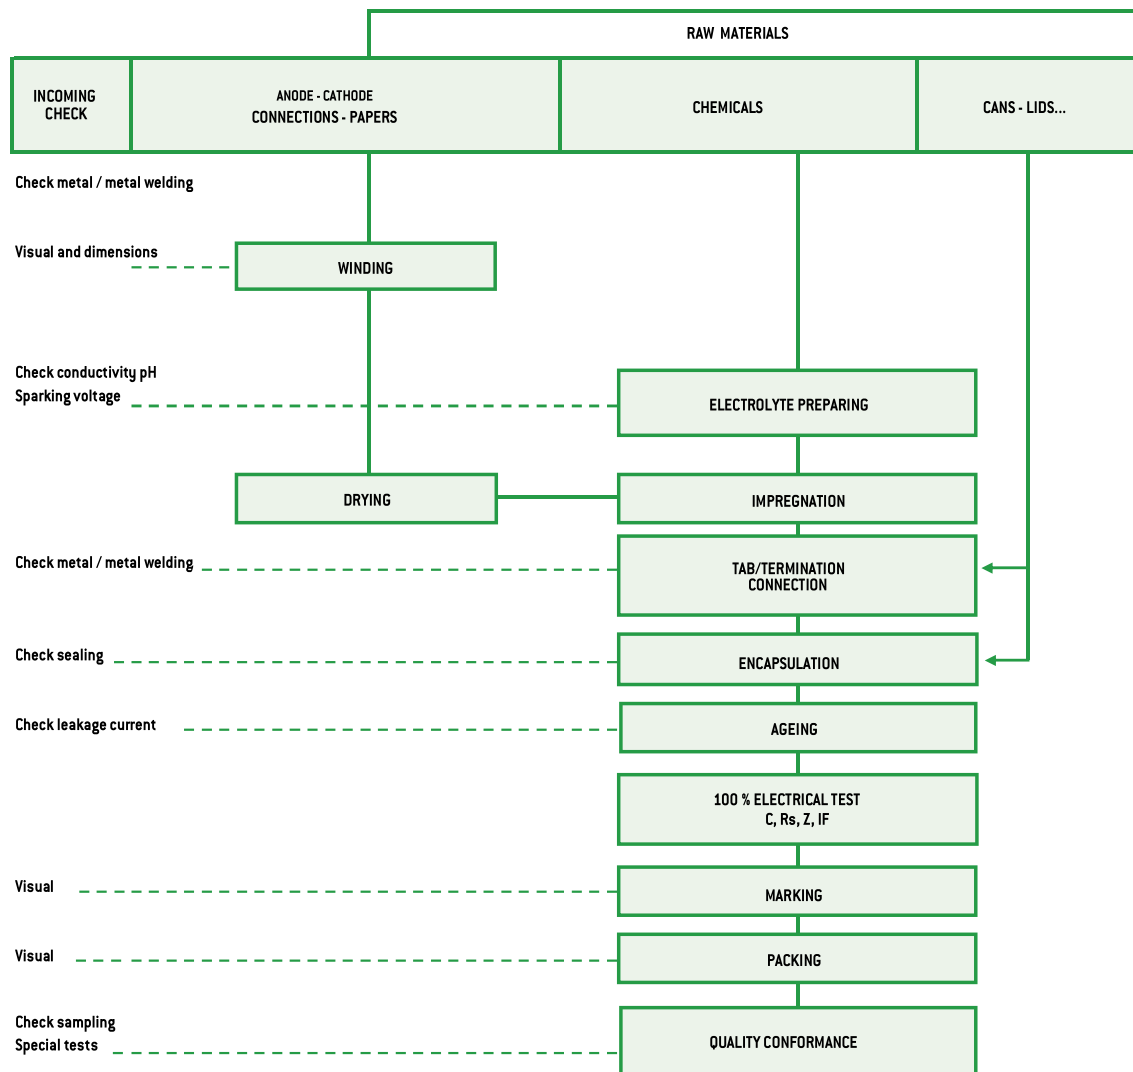 RAW MATERIALS
INCOMING
CHECK
ANODE - CATHODE
CONNECTIONS - PAPERS
CHEMICALS
CANS - LIDS...
Check metal / metal welding
Visual and dimensions
WINDING
Check conductivity pH
Sparking voltage
ELECTROLYTE PREPARING
DRYING
IMPREGNATION
Check metal / metal welding
TAB/TERMINATION
CONNECTION
Check sealing
ENCAPSULATION
Check leakage current
AGEING
100 % ELECTRICAL TEST
C, Rs, Z, IF
Visual
MARKING
Visual
PACKING
Check sampling
Special tests
QUALITY CONFORMANCE